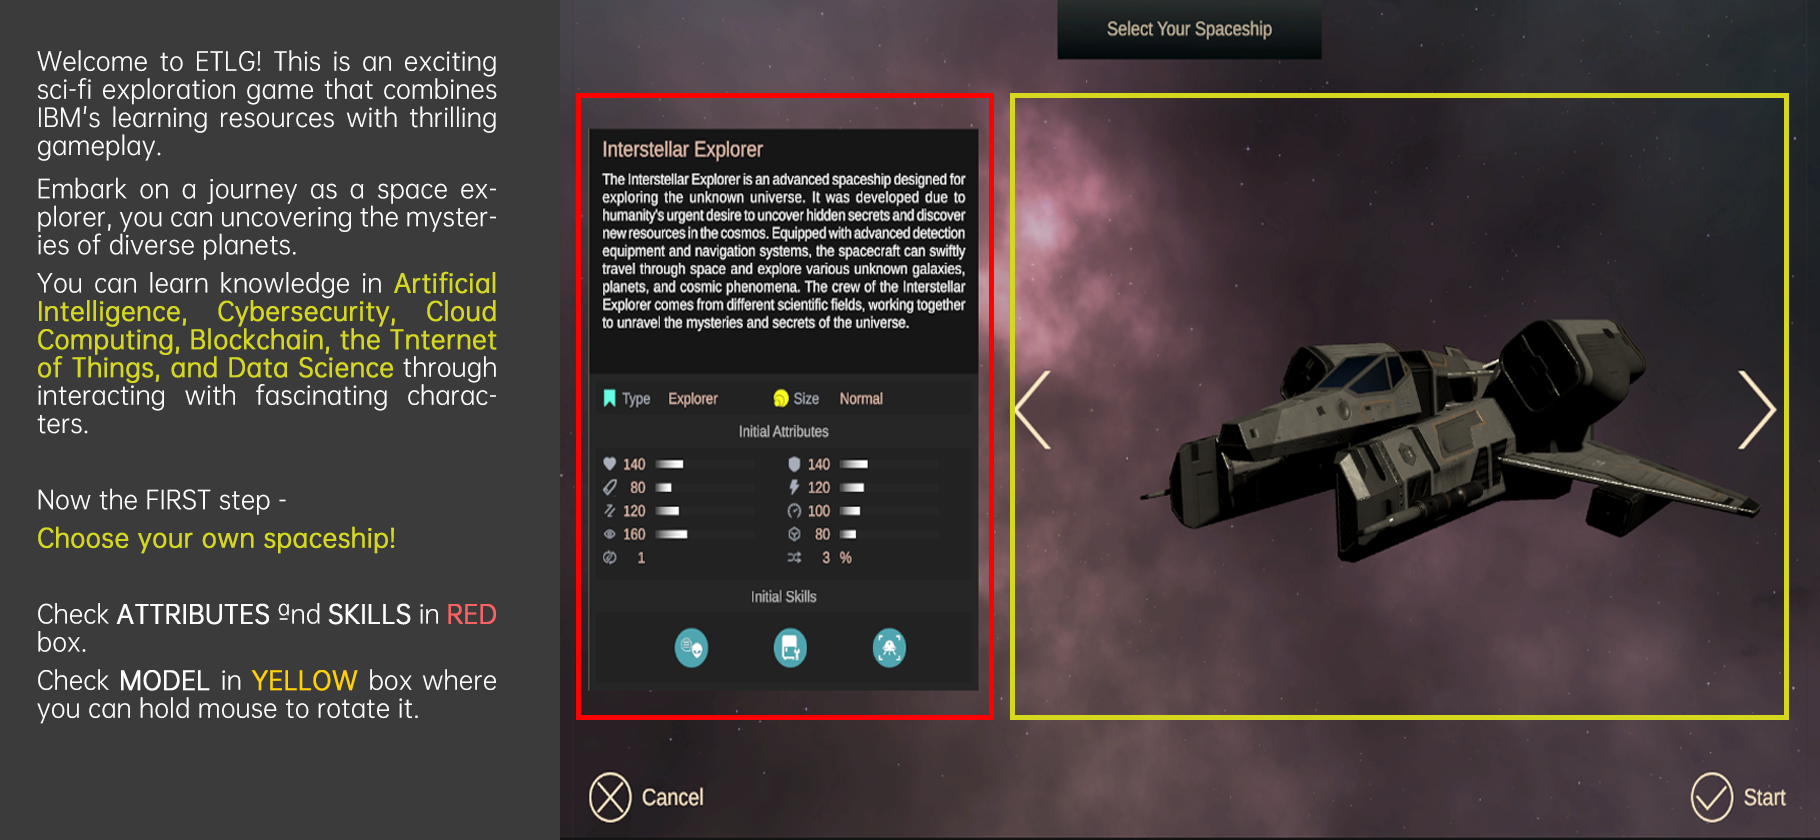 Welcome to ETLG! This is an exciting
sci-fi exploration game that combines
IBM's learning resources with thrilling
gameplay.
Embark on a journey as a space ex-
plorer, you can uncovering the myster-
ies of diverse planets.
You can learn knowledge in Artificial
Intelligence, Cybersecurity, Cloud
Computing, Blockchain, the Tnternet
of Things, and Data Science through
interacting with fascinating charac-
ters.
Now the FIRST step -
Choose your own spaceship!
Check ATTRIBUTES ªnd SKILLS in RED
box.
Check MODEL in YELLOW box where
you can hold mouse to rotate it.
Select Your Spaceship
Interstellar Explorer
The Interstellar Explorer is an advanced spaceship designed for
exploring the unknown universe. It was developed due to
humanity's urgent desire to uncover hidden secrets and discover
new resources in the cosmos. Equipped with advanced detection
equipment and navigation systems, the spacecraft can swiftly
travel through space and explore various unknown galaxies,
planets, and cosmic phenomena. The crew of the Interstellar
Explorer comes from different scientific fields, working together
to unravel the mysteries and secrets of the universe.
Type Explorer Size Normal
Initial Attributes
140 140
80 120
120 100
160 80
1 3 %
Initial Skills
Cancel
Start